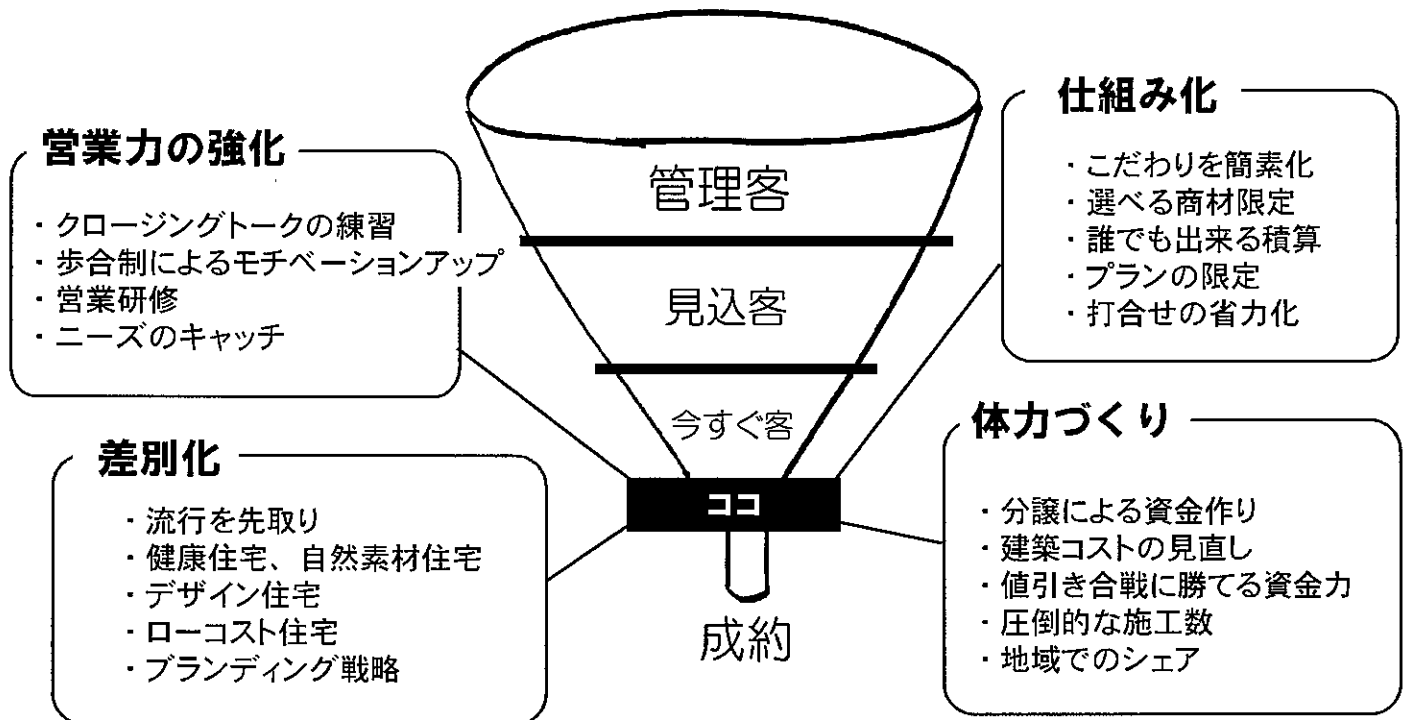 営業力の強化
・クロージングトークの練習
・歩合制によるモチベーションアップ
・営業研修
・ニーズのキャッチ
差別化
・流行を先取り
・健康住宅、自然素材住宅
・デザイン住宅
・ローコスト住宅
・ブランディング戦略
管理客
見込客
今すぐ客
ココ
成約
仕組み化
・こだわりを簡素化
・選べる商材限定
・誰でも出来る積算
・プランの限定
・打合せの省力化
体力づくり
・分譲による資金作り
・建築コストの見直し
・値引き合戦に勝てる資金力
・圧倒的な施工数
・地域でのシェア